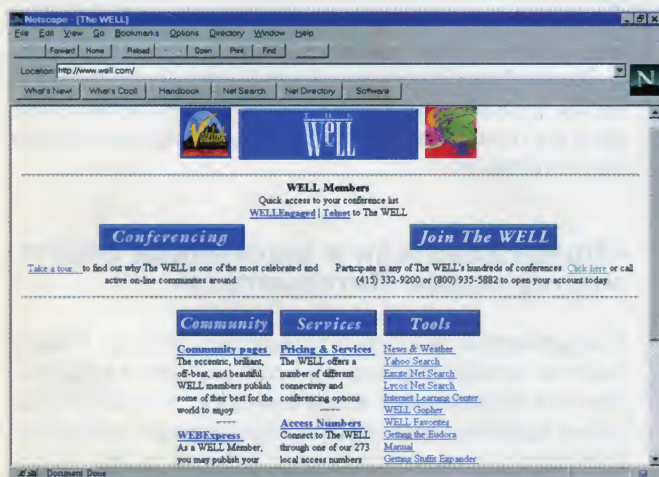 Netscape - [The WELL]
File Edit View Go Bookmarks Options Directory Window Help
Forward Home Reload Open Print Find
Location: http://www.well.com/
What's New! What's Cool! Handbook Net Search Net Directory Software
N
THE
WELL
WELL Members
Quick access to your conference list
WELLEngaged | Telnet to The WELL
Conferencing
Join The WELL
Take a tour to find out why The WELL is one of the most celebrated and
active on-line communities around.
Participate in any of The WELL's hundreds of conferences. Click here or call
(415) 332-9200 or (800) 935-5882 to open your account today.
Community
Community pages
The eccentric, brilliant,
off-beat, and beautiful.
WELL members publish
some of their best for the
world to enjoy.
WEBExpress
As a WELL Member,
you may publish your
Services
Pricing & Services
The WELL offers a
number of different
connectivity and
conferencing options
Access Numbers
Connect to The WELL
through one of our 273
local access numbers
Tools
News & Weather
Yahoo Search
Excite Net Search
Lycos Net Search
Internet Learning Center
WELL Gopher
WELL Favorites
Getting the Eudora
Manual
Getting Stuffit Expander
Document Done